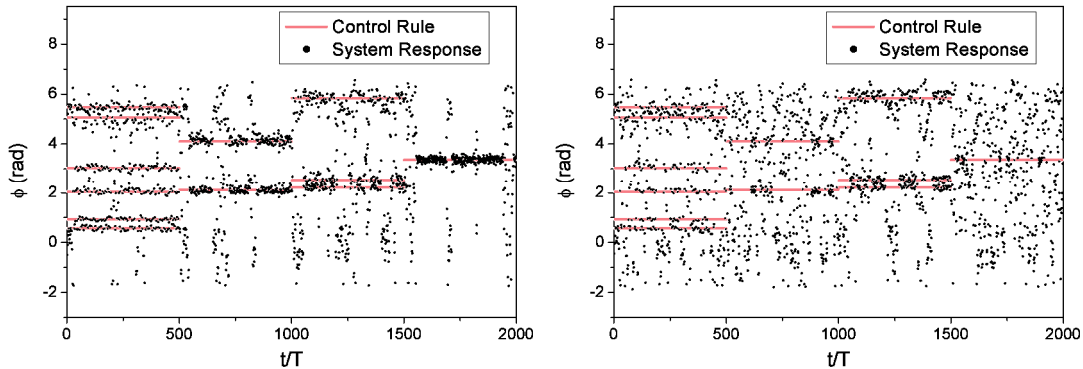 Control Rule
System Response
8
6
4
2
0
-2
ϕ (rad)
0 500 1000 1500 2000
t/T
Control Rule
System Response
8
6
4
2
0
-2
ϕ (rad)
0 500 1000 1500 2000
t/T